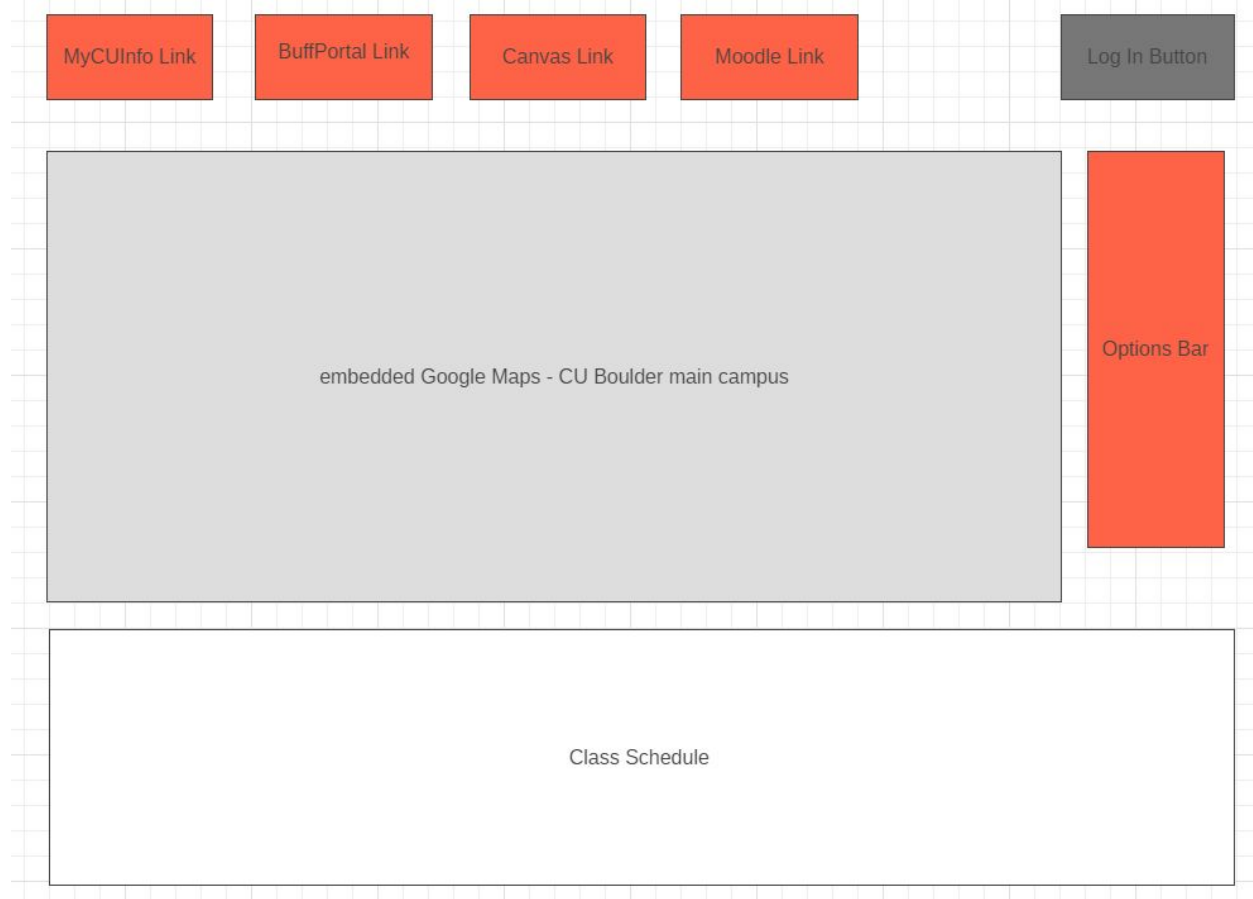 MyCUInfo Link
BuffPortal Link
Canvas Link
Moodle Link
Log In Button
embedded Google Maps - CU Boulder main campus
Options Bar
Class Schedule